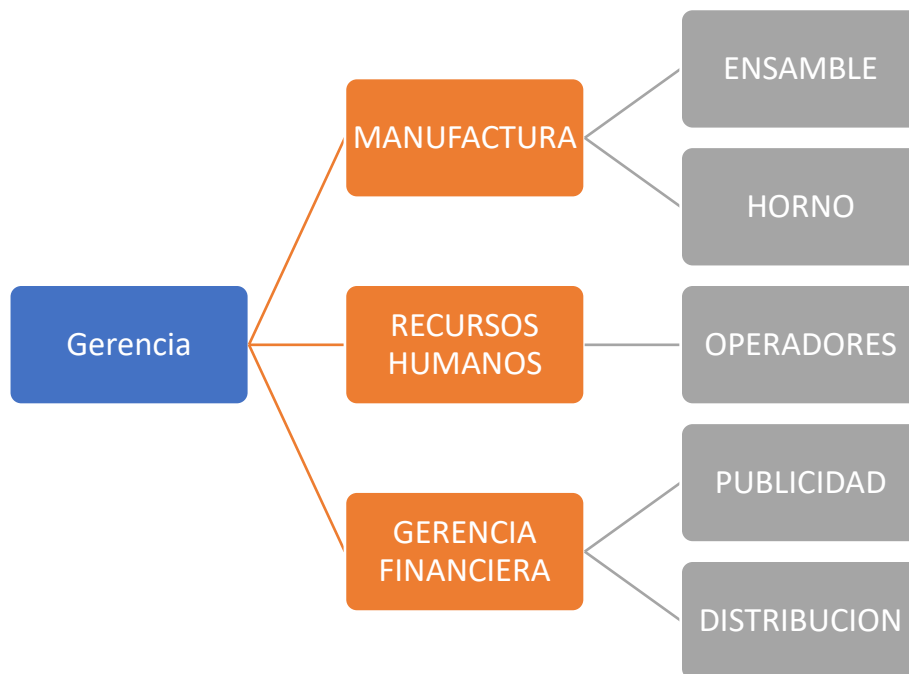 Gerencia
MANUFACTURA
ENSAMBLE
HORNO
RECURSOS
HUMANOS
OPERADORES
GERENCIA
FINANCIERA
PUBLICIDAD
DISTRIBUCION